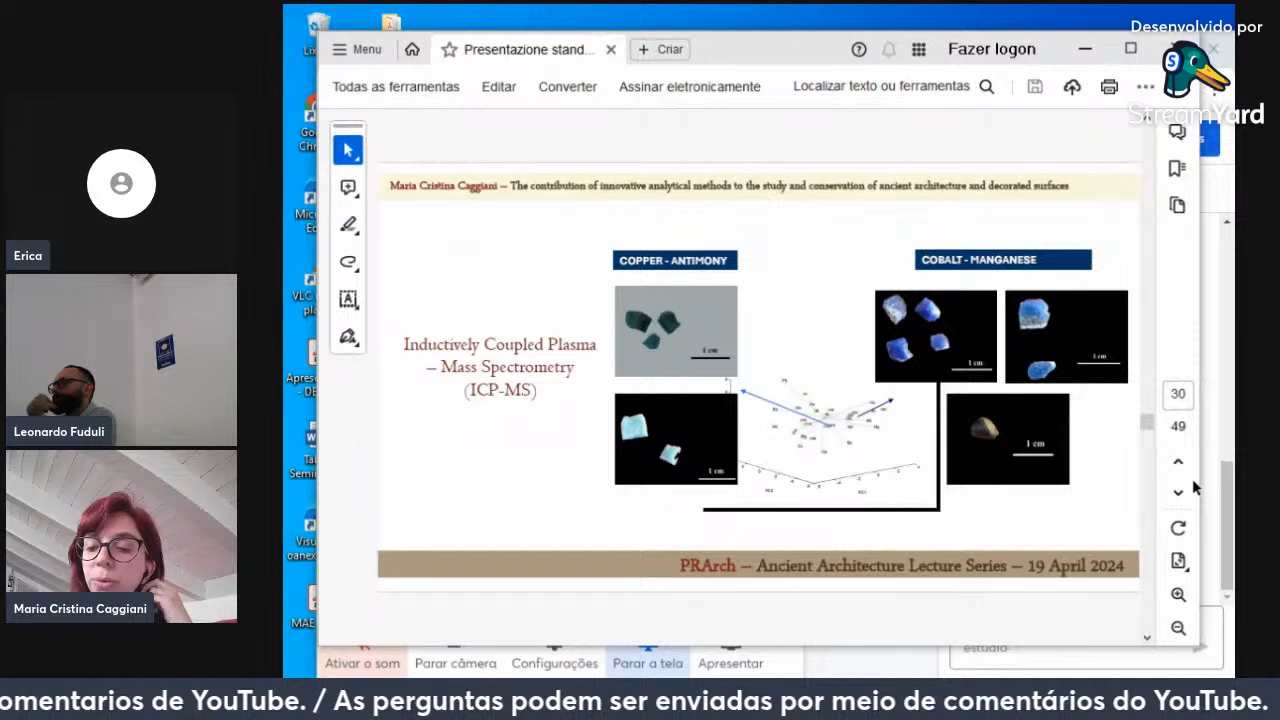 Desenvolvido por
StreamYard
Menu
Presentazione stand...
Criar
Fazer logon
Todas as ferramentas
Editar
Converter
Assinar eletronicamente
Localizar texto ou ferramentas
Maria Cristina Caggiani – The contribution of innovative analytical methods to the study and conservation of ancient architecture and decorated surfaces
COPPER - ANTIMONY
COBALT - MANGANESE
Inductively Coupled Plasma
– Mass Spectrometry
(ICP-MS)
1 cm
1 cm
1 cm
1 cm
1 cm
PRArch – Ancient Architecture Lecture Series – 19 April 2024
30
49
Erica
Leonardo Fuduli
Maria Cristina Caggiani
Ativar o som
Parar câmera
Configurações
Parar a tela
Apresentar
estúdio
omentarios de YouTube. / As perguntas podem ser enviadas por meio de comentários do YouTube.